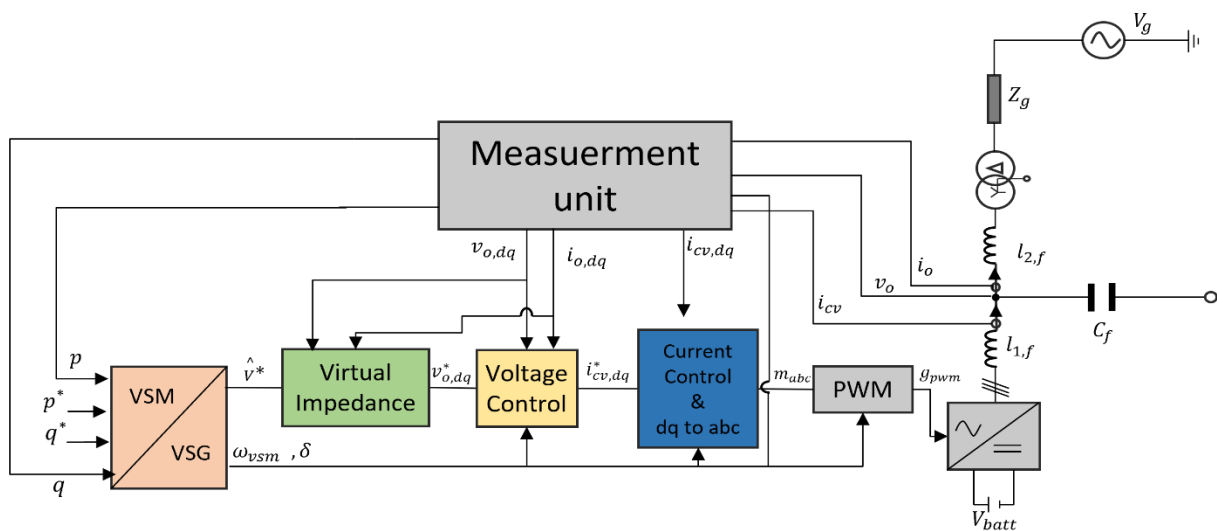 V_g
Z_g
Δ
Y
Measuerment
unit
v_{o,dq}
i_{o,dq}
i_{cv,dq}
i_o
l_{2,f}
v_o
i_{cv}
C_f
l_{1,f}
p
p^*
q^*
q
VSM
VSG
\hat{v}^*
Virtual
Impedance
v^*_{o,dq}
Voltage
Control
i^*_{cv,dq}
Current
Control
&
dq to abc
m_{abc}
PWM
g_{pwm}
ω_{vsm} , δ
V_{batt}